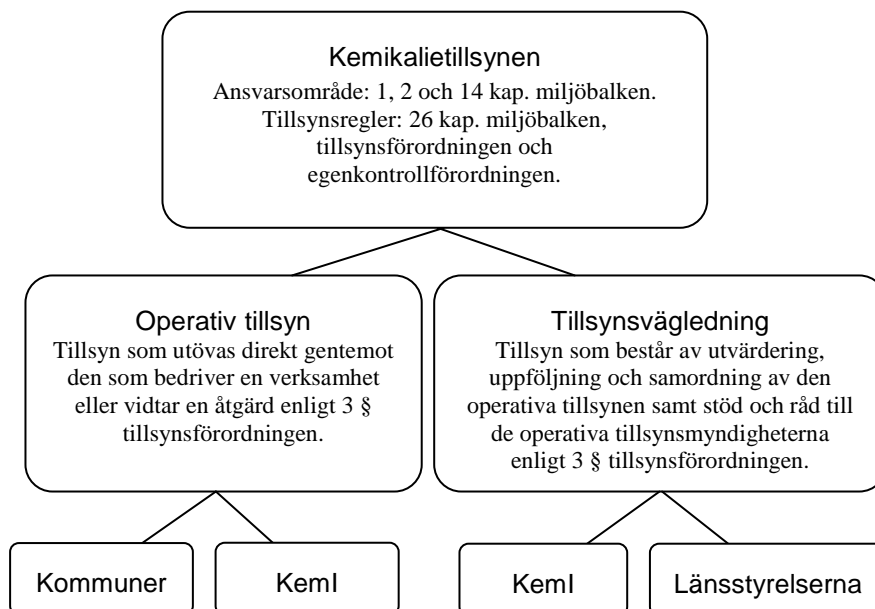 Kemikalietillsynen
Ansvarsområde: 1, 2 och 14 kap. miljöbalken.
Tillsynsregler: 26 kap. miljöbalken,
tillsynsförordningen och
egenkontrollförordningen.
Operativ tillsyn
Tillsyn som utövas direkt gentemot
den som bedriver en verksamhet
eller vidtar en åtgärd enligt 3 §
tillsynsförordningen.
Tillsynsvägledning
Tillsyn som består av utvärdering,
uppföljning och samordning av den
operativa tillsynen samt stöd och råd till
de operativa tillsynsmyndigheterna
enligt 3 § tillsynsförordningen.
Kommuner
KemI
KemI
Länsstyrelserna